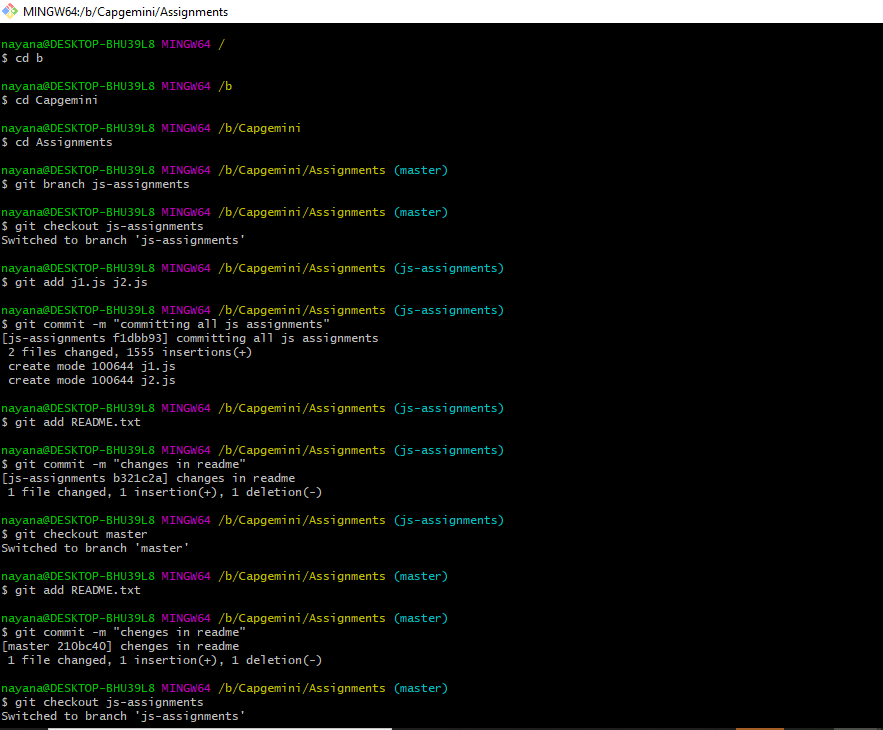 MINGW64:/b/Capgemini/Assignments
nayana@DESKTOP-BHU39L8 MINGW64 /
$ cd b
nayana@DESKTOP-BHU39L8 MINGW64 /b
$ cd Capgemini
nayana@DESKTOP-BHU39L8 MINGW64 /b/Capgemini
$ cd Assignments
nayana@DESKTOP-BHU39L8 MINGW64 /b/Capgemini/Assignments (master)
$ git branch js-assignments
nayana@DESKTOP-BHU39L8 MINGW64 /b/Capgemini/Assignments (master)
$ git checkout js-assignments
Switched to branch 'js-assignments'
nayana@DESKTOP-BHU39L8 MINGW64 /b/Capgemini/Assignments (js-assignments)
$ git add j1.js j2.js
nayana@DESKTOP-BHU39L8 MINGW64 /b/Capgemini/Assignments (js-assignments)
$ git commit -m "committing all js assignments"
[js-assignments f1dbb93] committing all js assignments
 2 files changed, 1555 insertions(+)
 create mode 100644 j1.js
 create mode 100644 j2.js
nayana@DESKTOP-BHU39L8 MINGW64 /b/Capgemini/Assignments (js-assignments)
$ git add README.txt
nayana@DESKTOP-BHU39L8 MINGW64 /b/Capgemini/Assignments (js-assignments)
$ git commit -m "changes in readme"
[js-assignments b321c2a] changes in readme
 1 file changed, 1 insertion(+), 1 deletion(-)
nayana@DESKTOP-BHU39L8 MINGW64 /b/Capgemini/Assignments (js-assignments)
$ git checkout master
Switched to branch 'master'
nayana@DESKTOP-BHU39L8 MINGW64 /b/Capgemini/Assignments (master)
$ git add README.txt
nayana@DESKTOP-BHU39L8 MINGW64 /b/Capgemini/Assignments (master)
$ git commit -m "chenges in readme"
[master 210bc40] chenges in readme
 1 file changed, 1 insertion(+), 1 deletion(-)
nayana@DESKTOP-BHU39L8 MINGW64 /b/Capgemini/Assignments (master)
$ git checkout js-assignments
Switched to branch 'js-assignments'